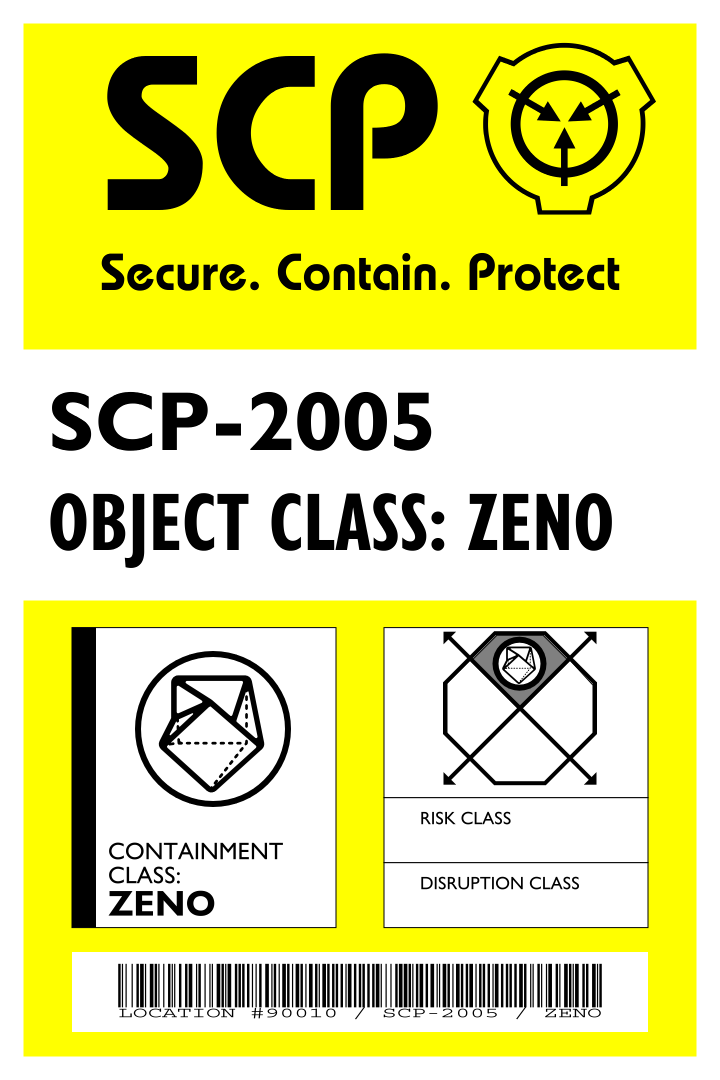 SCP
Secure. Contain. Protect
SCP-2005
OBJECT CLASS: ZENO
CONTAINMENT
CLASS:
ZENO
RISK CLASS
DISRUPTION CLASS
LOCATION #90010 / SCP-2005 / ZENO